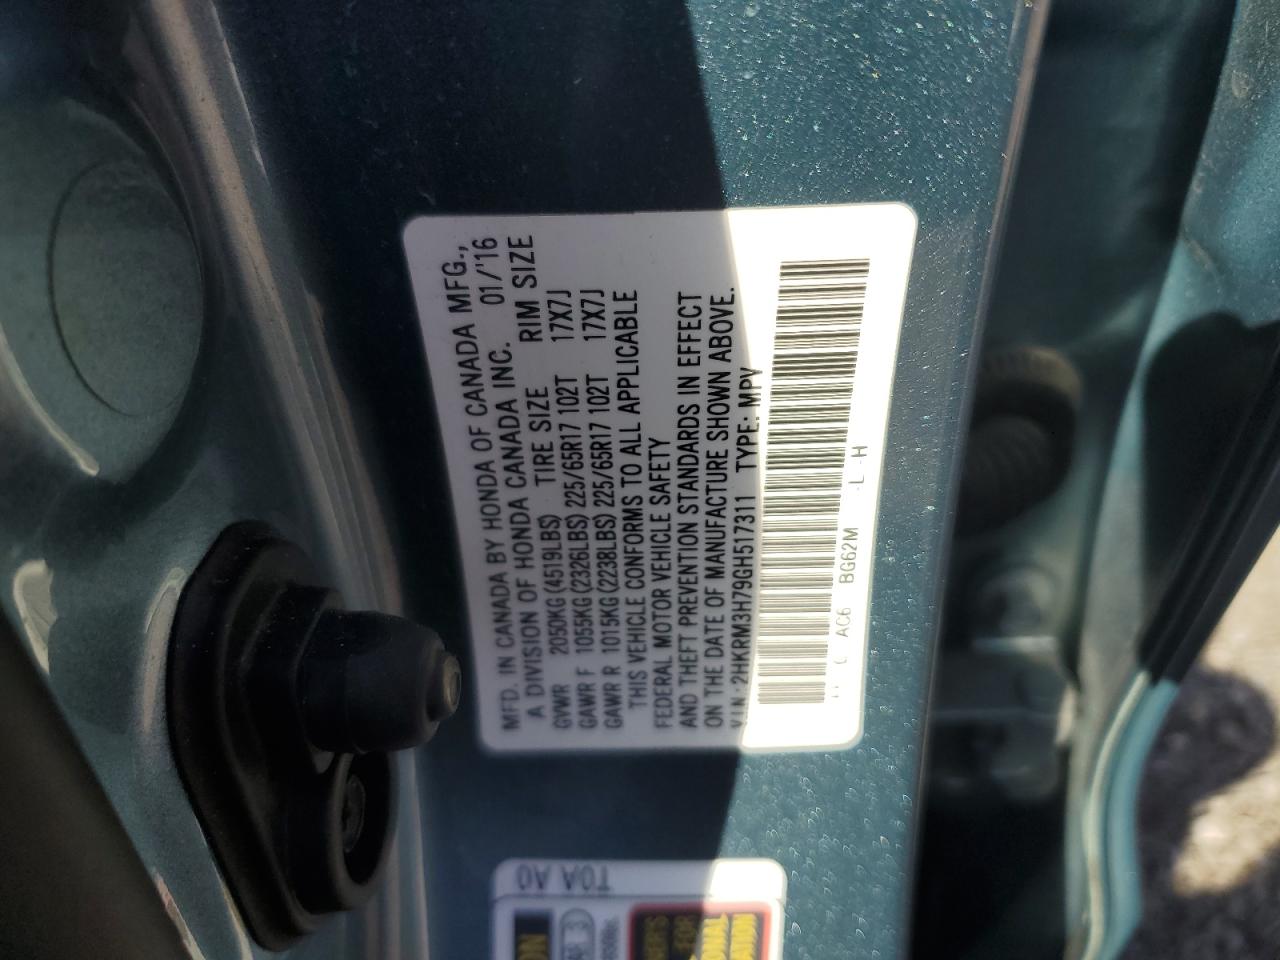 MFD. IN CANADA BY HONDA OF CANADA MFG.,
A DIVISION OF HONDA CANADA INC. 01/'16
TIRE SIZE RIM SIZE
GVWR 2050KG(4519LBS)
GAWR F 1055KG(2326LBS) 225/65R17 102T 17X7J
GAWR R 1015KG(2238LBS) 225/65R17 102T 17X7J
THIS VEHICLE CONFORMS TO ALL APPLICABLE
FEDERAL MOTOR VEHICLE SAFETY
AND THEFT PREVENTION STANDARDS IN EFFECT
ON THE DATE OF MANUFACTURE SHOWN ABOVE.
VIN: 2HKRM3H79GH517311 TYPE: MPV
AC6 BG62M -L-H
T0A A0